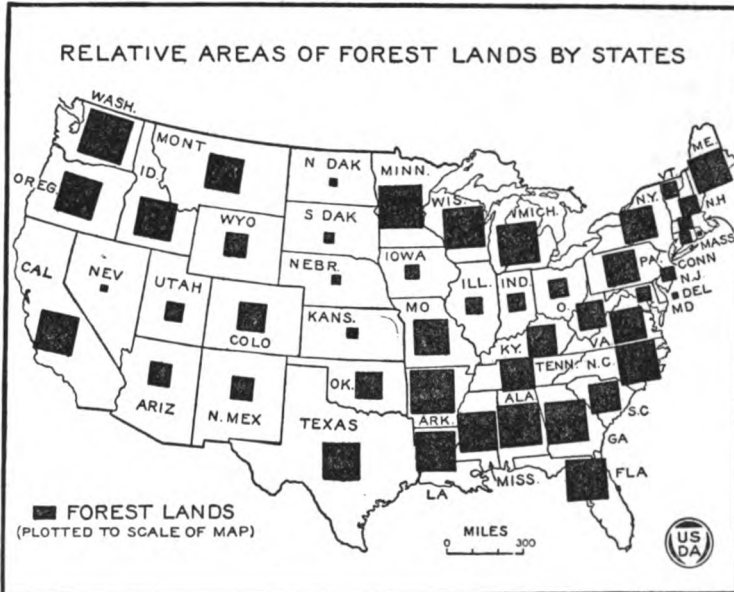 RELATIVE AREAS OF FOREST LANDS BY STATES
WASH.
MONT
N. DAK
MINN.
ME.
VT.
N.H
OREG.
ID.
S DAK
WIS.
MICH.
N.Y.
MASS
WYO
CAL
NEV
UTAH
NEBR.
IOWA
ILL.
IND.
O.
PA.
CONN
N.J.
DEL
MD
COLO
KANS.
MO
KY.
VA
ARIZ
N.MEX
OK.
TENN.
N.C.
TEXAS
ARK.
ALA
S.C
GA
LA
MISS.
FLA
FOREST LANDS
(PLOTTED TO SCALE OF MAP)
MILES
0 300
US
DA